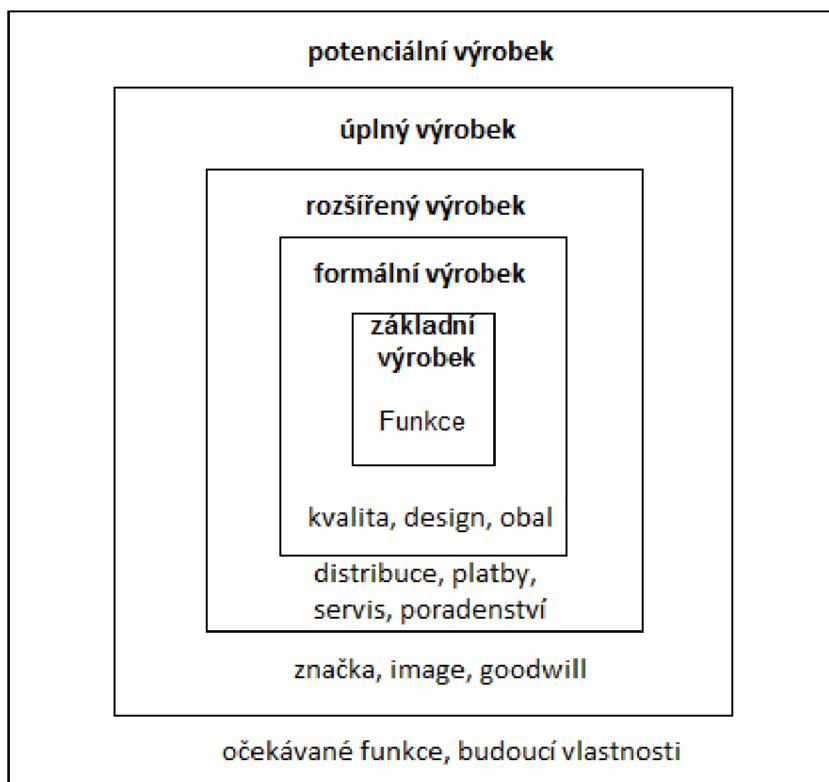 potenciální výrobek
úplný výrobek
rozšířený výrobek
formální výrobek
základní
výrobek
Funkce
kvalita, design, obal
distribuce, platby,
servis, poradenství
značka, image, goodwill
očekávané funkce, budoucí vlastnosti